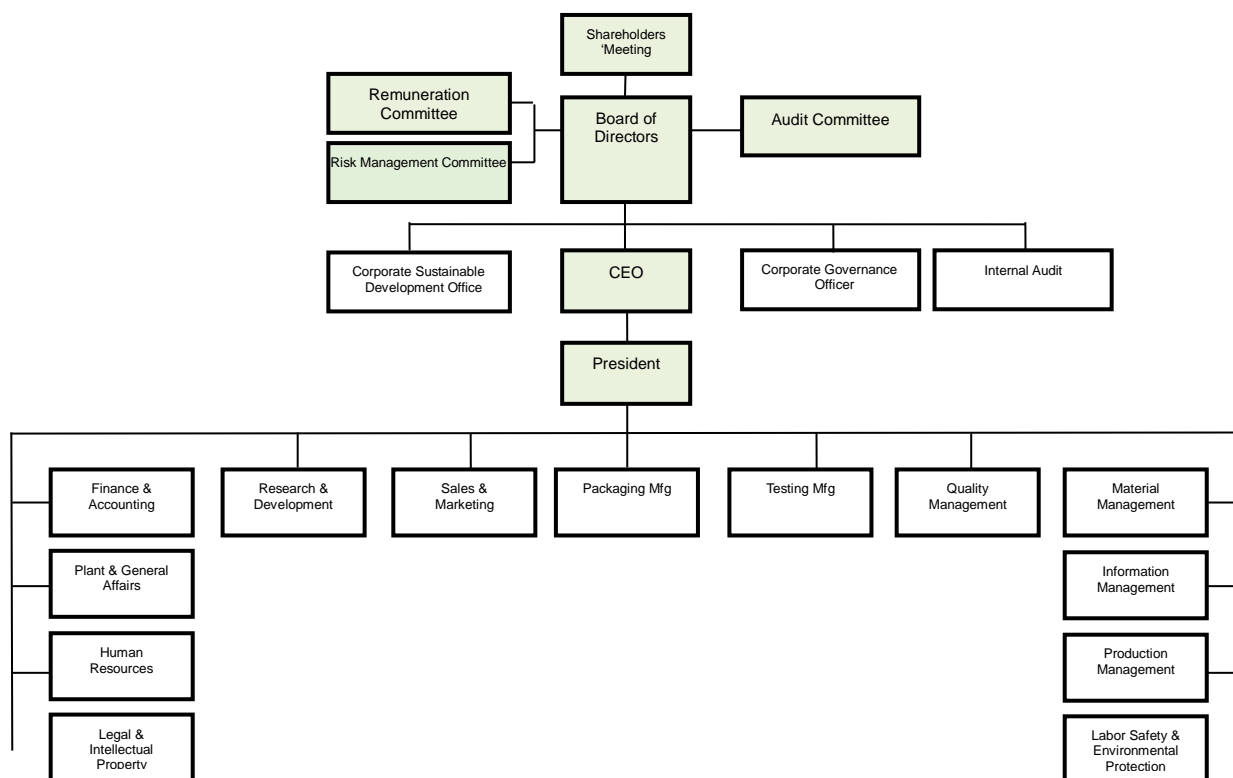 Shareholders
‘Meeting
Remuneration
Committee
Board of
Directors
Audit Committee
Risk Management Committee
Corporate Sustainable
Development Office
CEO
Corporate Governance
Officer
Internal Audit
President
Finance &
Accounting
Research &
Development
Sales &
Marketing
Packaging Mfg
Testing Mfg
Quality
Management
Material
Management
Plant & General
Affairs
Information
Management
Human
Resources
Production
Management
Legal &
Intellectual
Property
Labor Safety &
Environmental
Protection